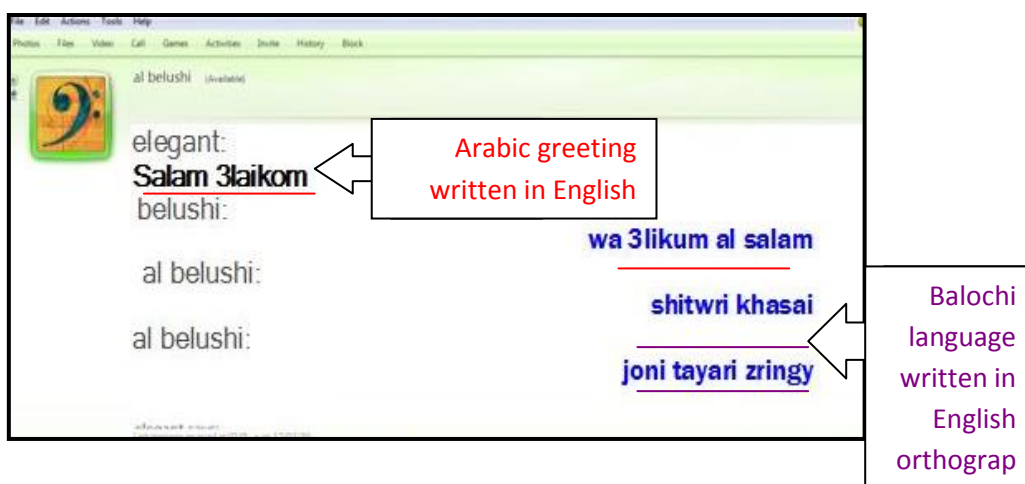 File Edit Actions Tools Help
Photos Files Video Call Games Activities Invite History Block
al belushi (Available)
elegant:
Salam 3laikom
Arabic greeting
written in English
belushi:
wa 3likum al salam
al belushi:
shitwri khasai
al belushi:
joni tayari zringy
Balochi
language
written in
English
orthograp